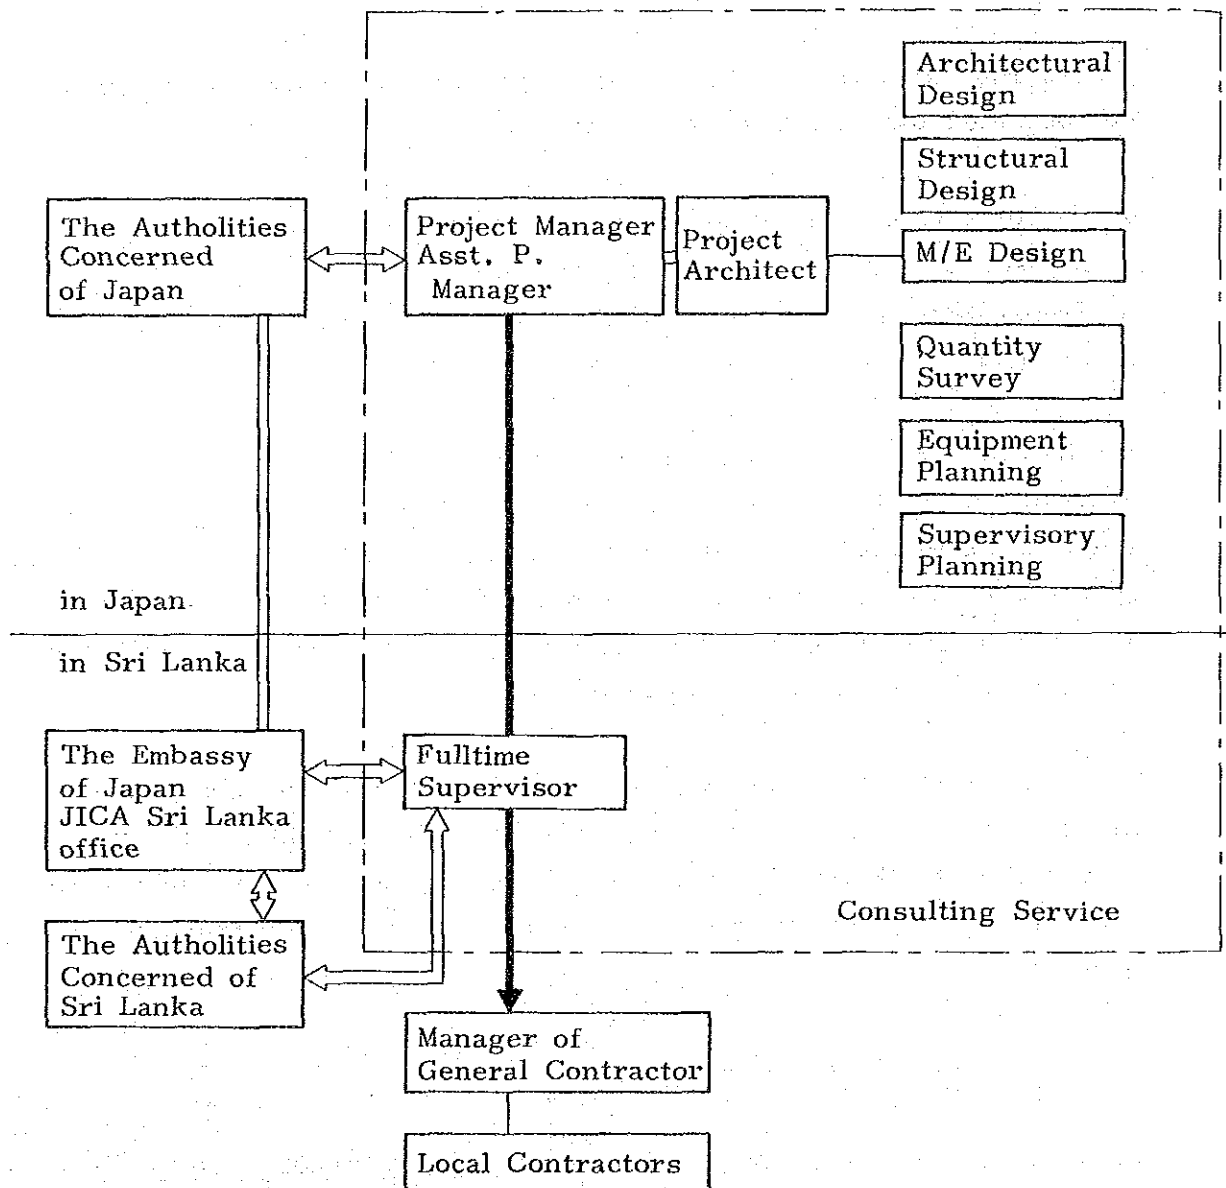 Architectural
Design
Structural
Design
The Autholities
Concerned
of Japan
Project Manager
Asst. P.
Manager
Project
Architect
M/E Design
Quantity
Survey
Equipment
Planning
Supervisory
Planning
in Japan
in Sri Lanka
The Embassy
of Japan
JICA Sri Lanka
office
Fulltime
Supervisor
Consulting Service
The Autholities
Concerned of
Sri Lanka
Manager of
General Contractor
Local Contractors